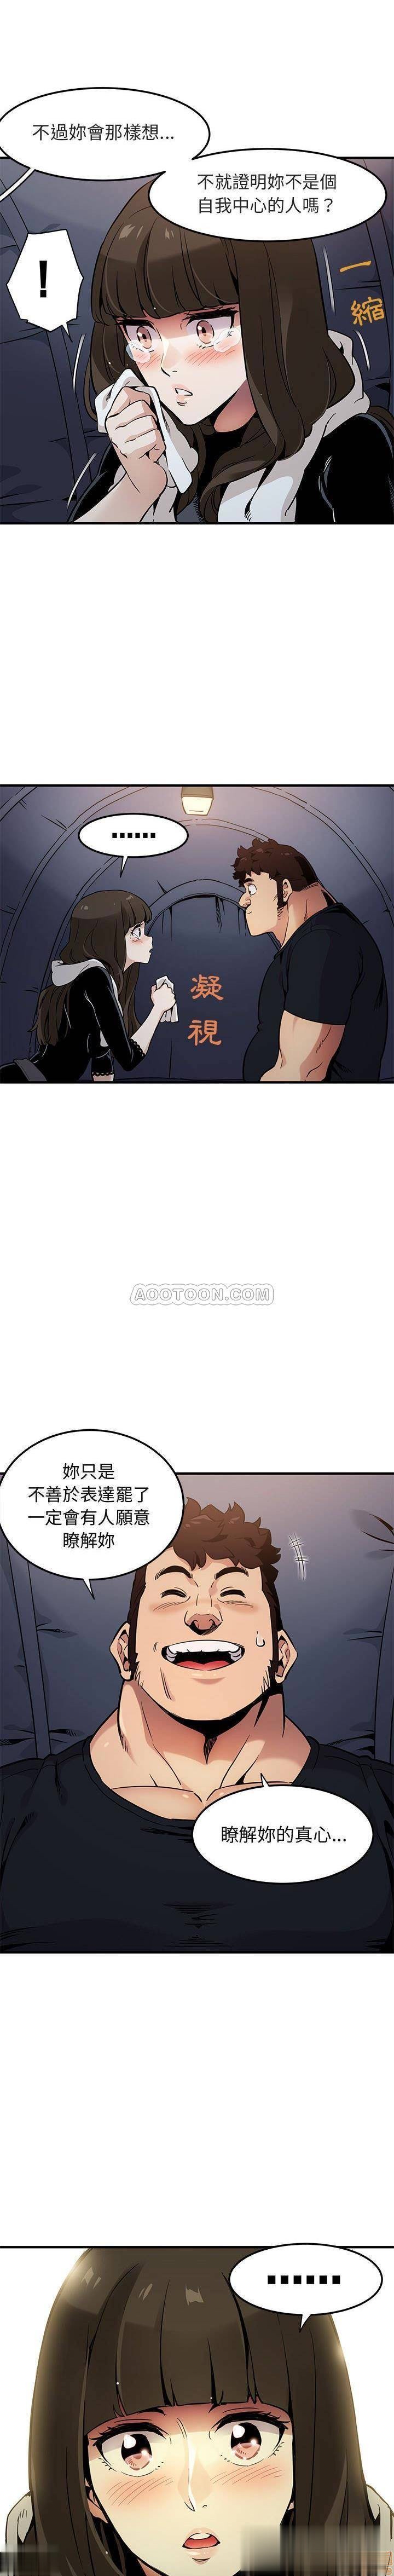 不過妳會那樣想...
不就證明妳不是個
自我中心的人嗎？
！
一縮
......
凝視
AOOTOON.COM
妳只是
不善於表達罷了
一定會有人願意
瞭解妳
瞭解妳的真心...
......